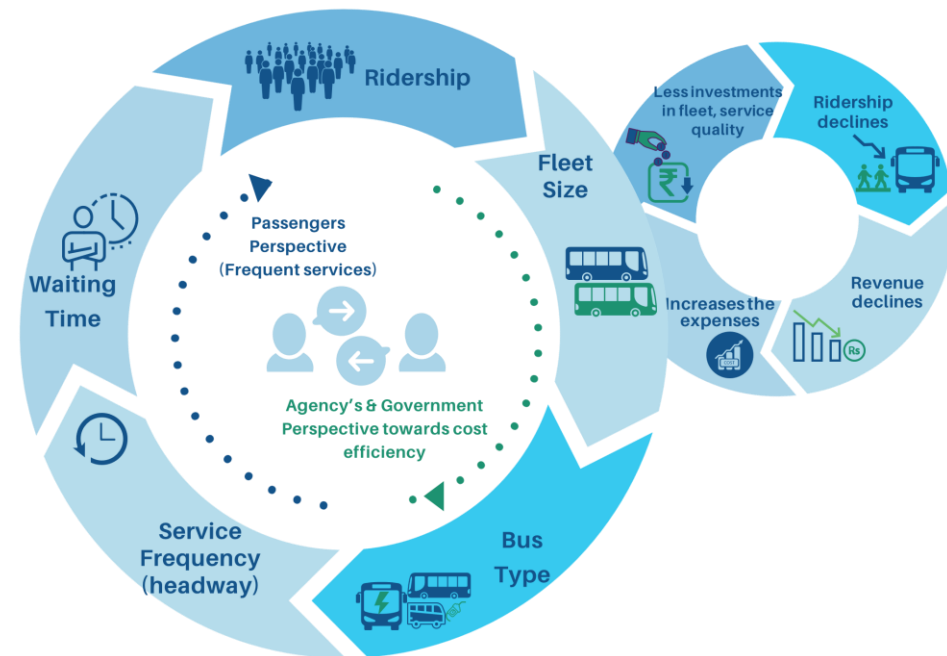 Ridership
Fleet
Size
Bus
Type
Service
Frequency
(headway)
Waiting
Time
Passengers
Perspective
(Frequent services)
Agency's & Government
Perspective towards cost
efficiency
Less investments
in fleet, service
quality
₹
Ridership
declines
Revenue
declines
Rs
Increases the
expenses